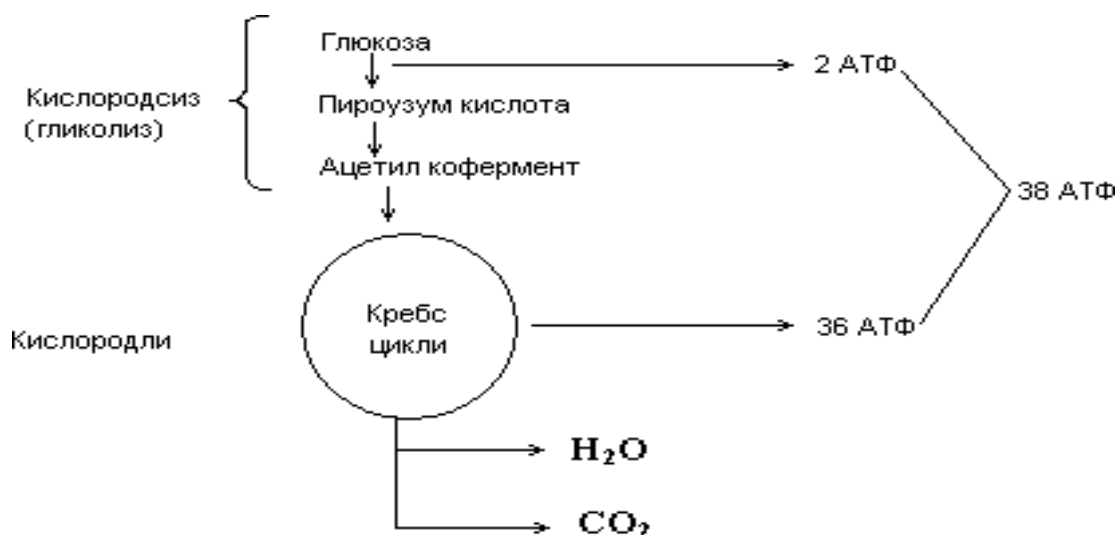 Глюкоза
2 АТФ
Кислородсиз
(гликолиз)
Пироузум кислота
Ацетил кофермент
38 АТФ
Кребс
цикли
36 АТФ
Кислородли
H₂O
CO₂